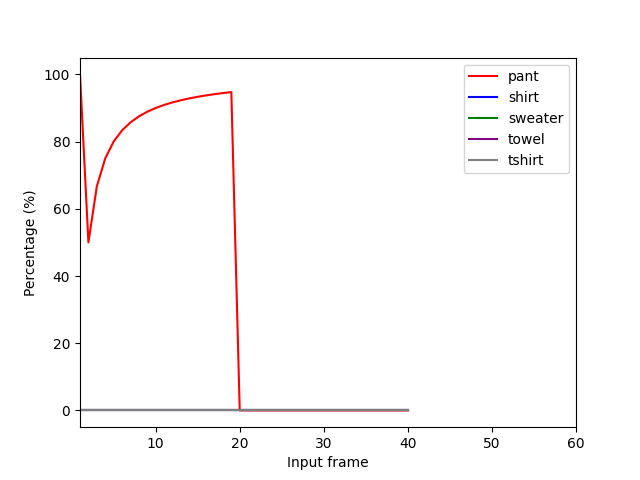 100
80
60
40
20
0
Percentage (%)
10 20 30 40 50 60
Input frame
pant
shirt
sweater
towel
tshirt